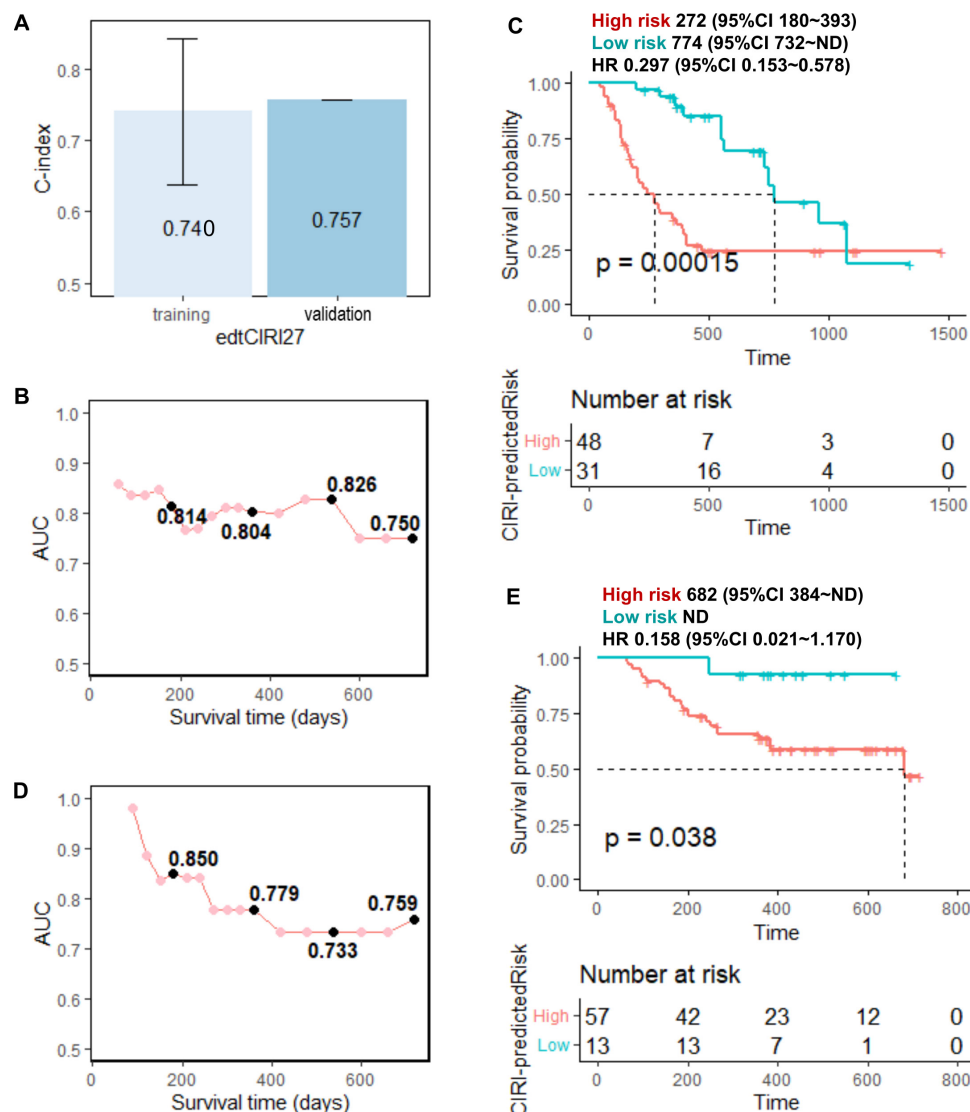 A
C-index
0.8
0.7
0.6
0.5
0.740
0.757
training
validation
edtCIRI27
B
AUC
1.0
0.9
0.8
0.7
0.6
0.5
0.814
0.804
0.826
0.750
0
200
400
600
Survival time (days)
D
AUC
1.0
0.9
0.8
0.7
0.6
0.5
0.850
0.779
0.733
0.759
0
200
400
600
Survival time (days)
C
High risk 272 (95%CI 180~393)
Low risk 774 (95%CI 732~ND)
HR 0.297 (95%CI 0.153~0.578)
Survival probability
1.00
0.75
0.50
0.25
0.00
p = 0.00015
0
500
1000
1500
Time
Number at risk
CIRI-predictedRisk
High 48 7 3 0
Low 31 16 4 0
0 500 1000 1500
Time
E
High risk 682 (95%CI 384~ND)
Low risk ND
HR 0.158 (95%CI 0.021~1.170)
Survival probability
1.00
0.75
0.50
0.25
0.00
p = 0.038
0
200
400
600
800
Time
Number at risk
CIRI-predictedRisk
High 57 42 23 12 0
Low 13 13 7 1 0
0 200 400 600 800
Time